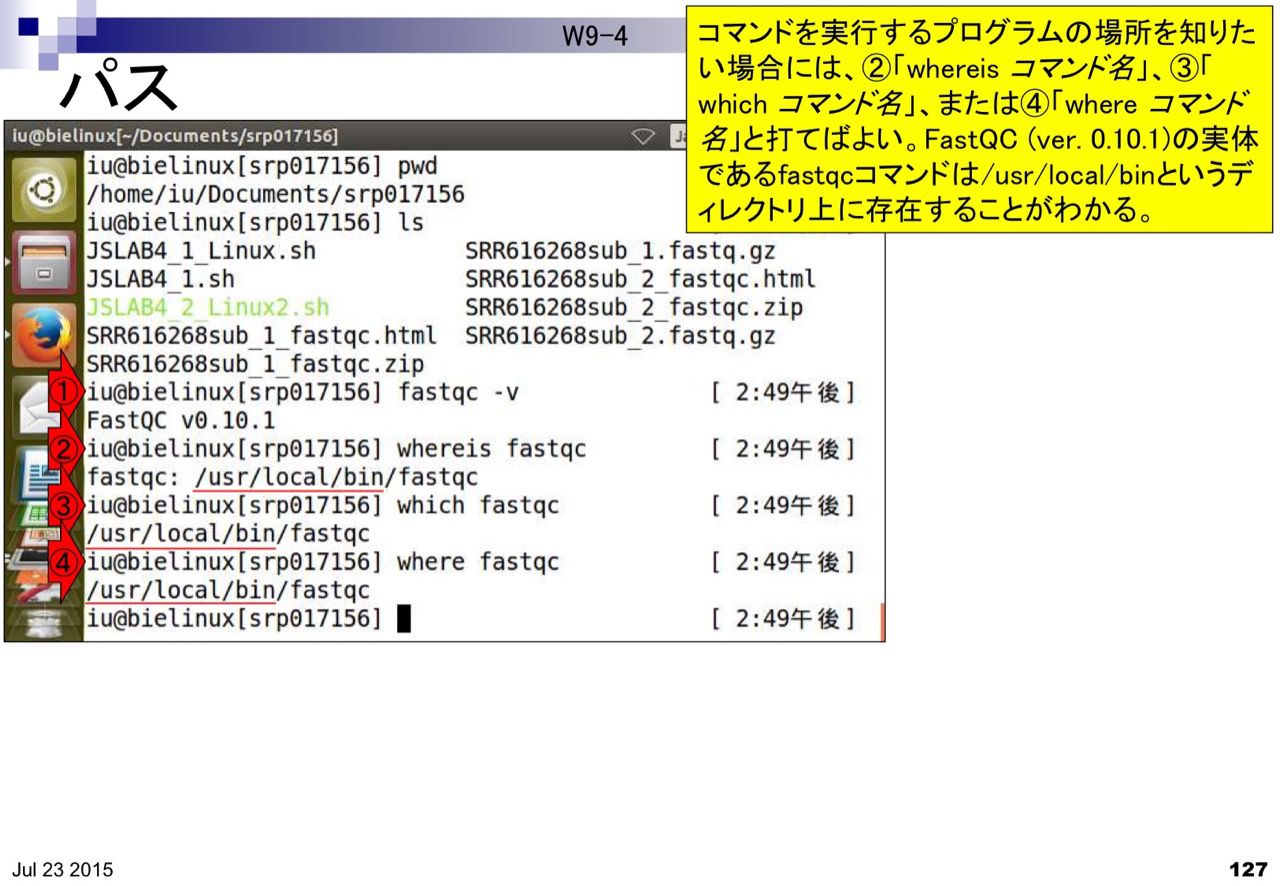 W9-4
パス
コマンドを実行するプログラムの場所を知りた
い場合には、②「whereis コマンド名」、③「
which コマンド名」、または④「where コマンド
名」と打てばよい。FastQC (ver. 0.10.1)の実体
であるfastqcコマンドは/usr/local/binというデ
ィレクトリ上に存在することがわかる。
iu@bielinux[~/Documents/srp017156]
iu@bielinux[srp017156] pwd
/home/iu/Documents/srp017156
iu@bielinux[srp017156] ls
JSLAB4_1_Linux.sh SRR616268sub_1.fastq.gz
JSLAB4_1.sh SRR616268sub_2_fastqc.html
JSLAB4_2_Linux2.sh SRR616268sub_2_fastqc.zip
SRR616268sub_1_fastqc.html SRR616268sub_2.fastq.gz
SRR616268sub_1_fastqc.zip
① iu@bielinux[srp017156] fastqc -v [ 2:49午後]
FastQC v0.10.1
② iu@bielinux[srp017156] whereis fastqc [ 2:49午後]
fastqc: /usr/local/bin/fastqc
③ iu@bielinux[srp017156] which fastqc [ 2:49午後]
/usr/local/bin/fastqc
④ iu@bielinux[srp017156] where fastqc [ 2:49午後]
/usr/local/bin/fastqc
iu@bielinux[srp017156] [ 2:49午後]
Jul 23 2015
127